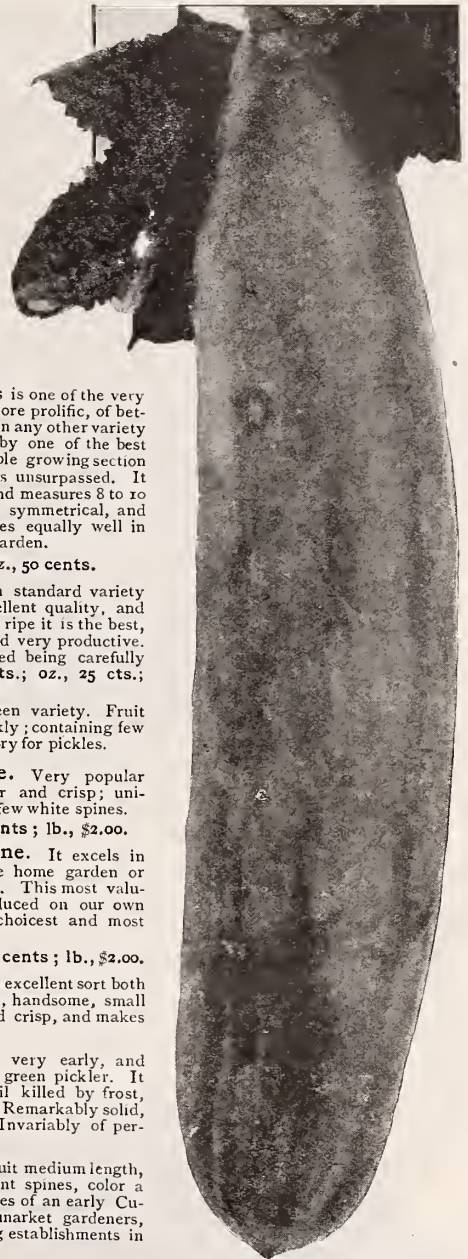 s is one of the very
ore prolific, of bet-
n any other variety
by one of the best
ble growing section
s unsurpassed. It
nd measures 8 to 10
symmetrical, and
es equally well in
arden.
z., 50 cents.
n standard variety
ellent quality, and
ripe it is the best,
d very productive.
ed being carefully
ts.; oz., 25 cts.;
een variety. Fruit
kly; containing few
ry for pickles.
e. Very popular
r and crisp; uni-
few white spines.
nts; lb., $2.00.
ne. It excels in
e home garden or
. This most valu-
duced on our own
choicest and most
cents; lb., $2.00.
excellent sort both
, handsome, small
d crisp, and makes
very early, and
green pickler. It
il killed by frost,
Remarkably solid,
Invariably of per-
uit medium length,
nt spines, color a
es of an early Cu-
market gardeners,
g establishments in